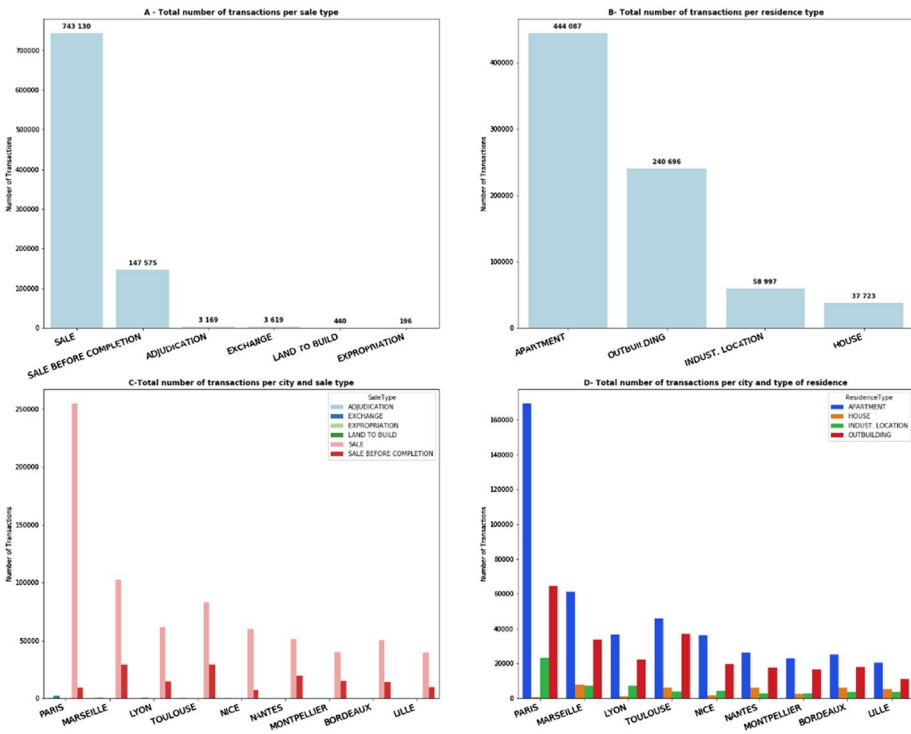 A - Total number of transactions per sale type
743 130
700000
600000
500000
400000
300000
200000
100000
0
Number of Transactions
147 575
3 169
3 619
440
196
SALE
SALE BEFORE COMPLETION
ADJUDICATION
EXCHANGE
LAND TO BUILD
EXPROPRIATION
B- Total number of transactions per residence type
444 087
400000
300000
200000
100000
0
Number of Transactions
240 696
58 997
37 723
APARTMENT
OUTBUILDING
INDUST. LOCATION
HOUSE
C-Total number of transactions per city and sale type
250000
200000
150000
100000
50000
0
Number of Transactions
SaleType
ADJUDICATION
EXCHANGE
EXPROPRIATION
LAND TO BUILD
SALE
SALE BEFORE COMPLETION
PARIS
MARSEILLE
LYON
TOULOUSE
NICE
NANTES
MONTPELLIER
BORDEAUX
LILLE
D- Total number of transactions per city and type of residence
160000
140000
120000
100000
80000
60000
40000
20000
0
Number of Transactions
ResidenceType
APARTMENT
HOUSE
INDUST. LOCATION
OUTBUILDING
PARIS
MARSEILLE
LYON
TOULOUSE
NICE
NANTES
MONTPELLIER
BORDEAUX
LILLE